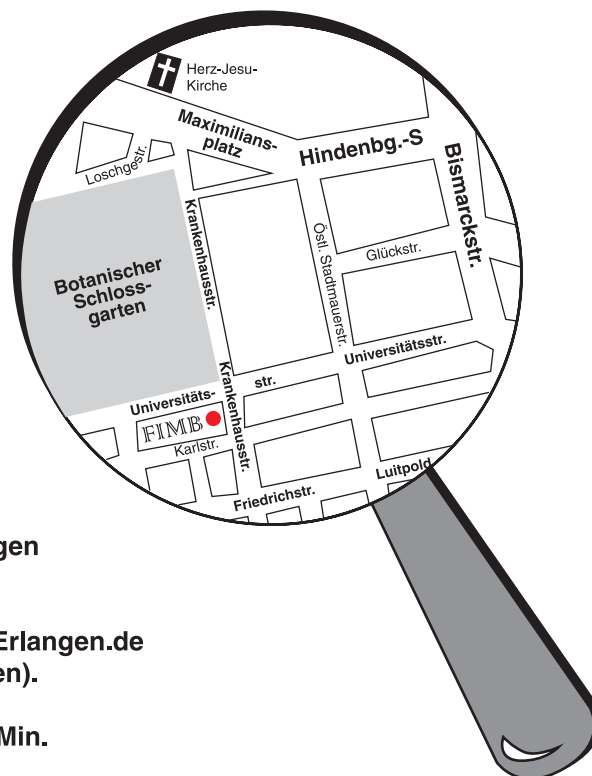 Herz-Jesu-
Kirche
Maximilians-
platz
Hindenbg.-S
Bismarckstr.
Loschgestr.
Krankenhausstr.
Östl. Stadtmauerstr.
Glückstr.
Botanischer
Schloss-
garten
Universitätsstr.
Universitäts-
str.
Krankenhausstr.
FIMB
Karlstr.
Luitpold
Friedrichstr.
gen
Erlangen.de
en).
Min.